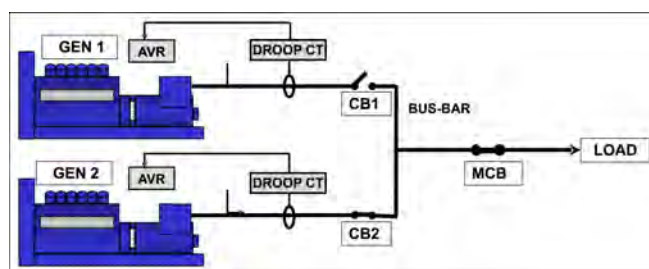 GEN 1
AVR
DROOP CT
CB1
BUS-BAR
GEN 2
AVR
DROOP CT
CB2
MCB
LOAD